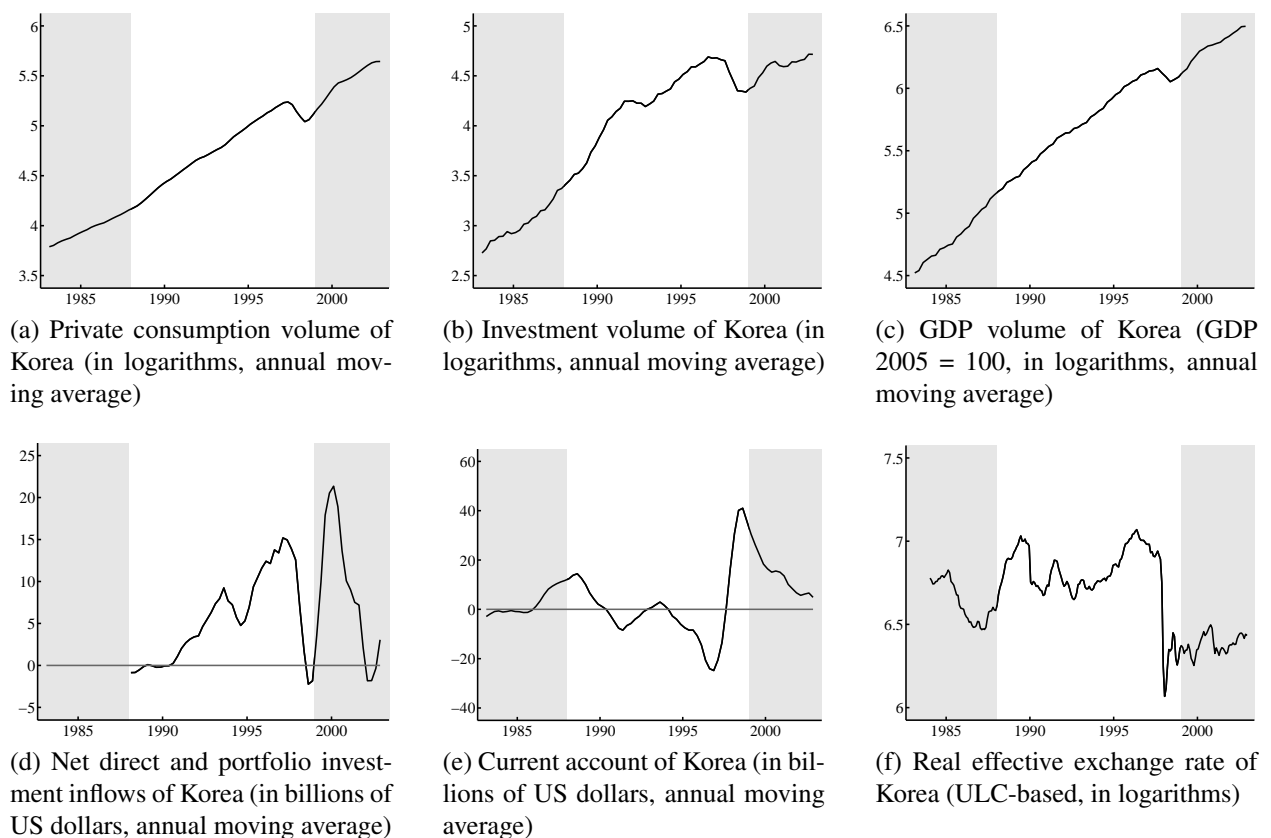 6
5.5
5
4.5
4
3.5
1985 1990 1995 2000
(a) Private consumption volume of
Korea (in logarithms, annual mov-
ing average)
5
4.5
4
3.5
3
2.5
1985 1990 1995 2000
(b) Investment volume of Korea (in
logarithms, annual moving average)
6.5
6
5.5
5
4.5
1985 1990 1995 2000
(c) GDP volume of Korea (GDP
2005 = 100, in logarithms, annual
moving average)
25
20
15
10
5
0
−5
1985 1990 1995 2000
(d) Net direct and portfolio invest-
ment inflows of Korea (in billions of
US dollars, annual moving average)
60
40
20
0
−20
−40
1985 1990 1995 2000
(e) Current account of Korea (in bil-
lions of US dollars, annual moving
average)
7.5
7
6.5
6
1985 1990 1995 2000
(f) Real effective exchange rate of
Korea (ULC-based, in logarithms)